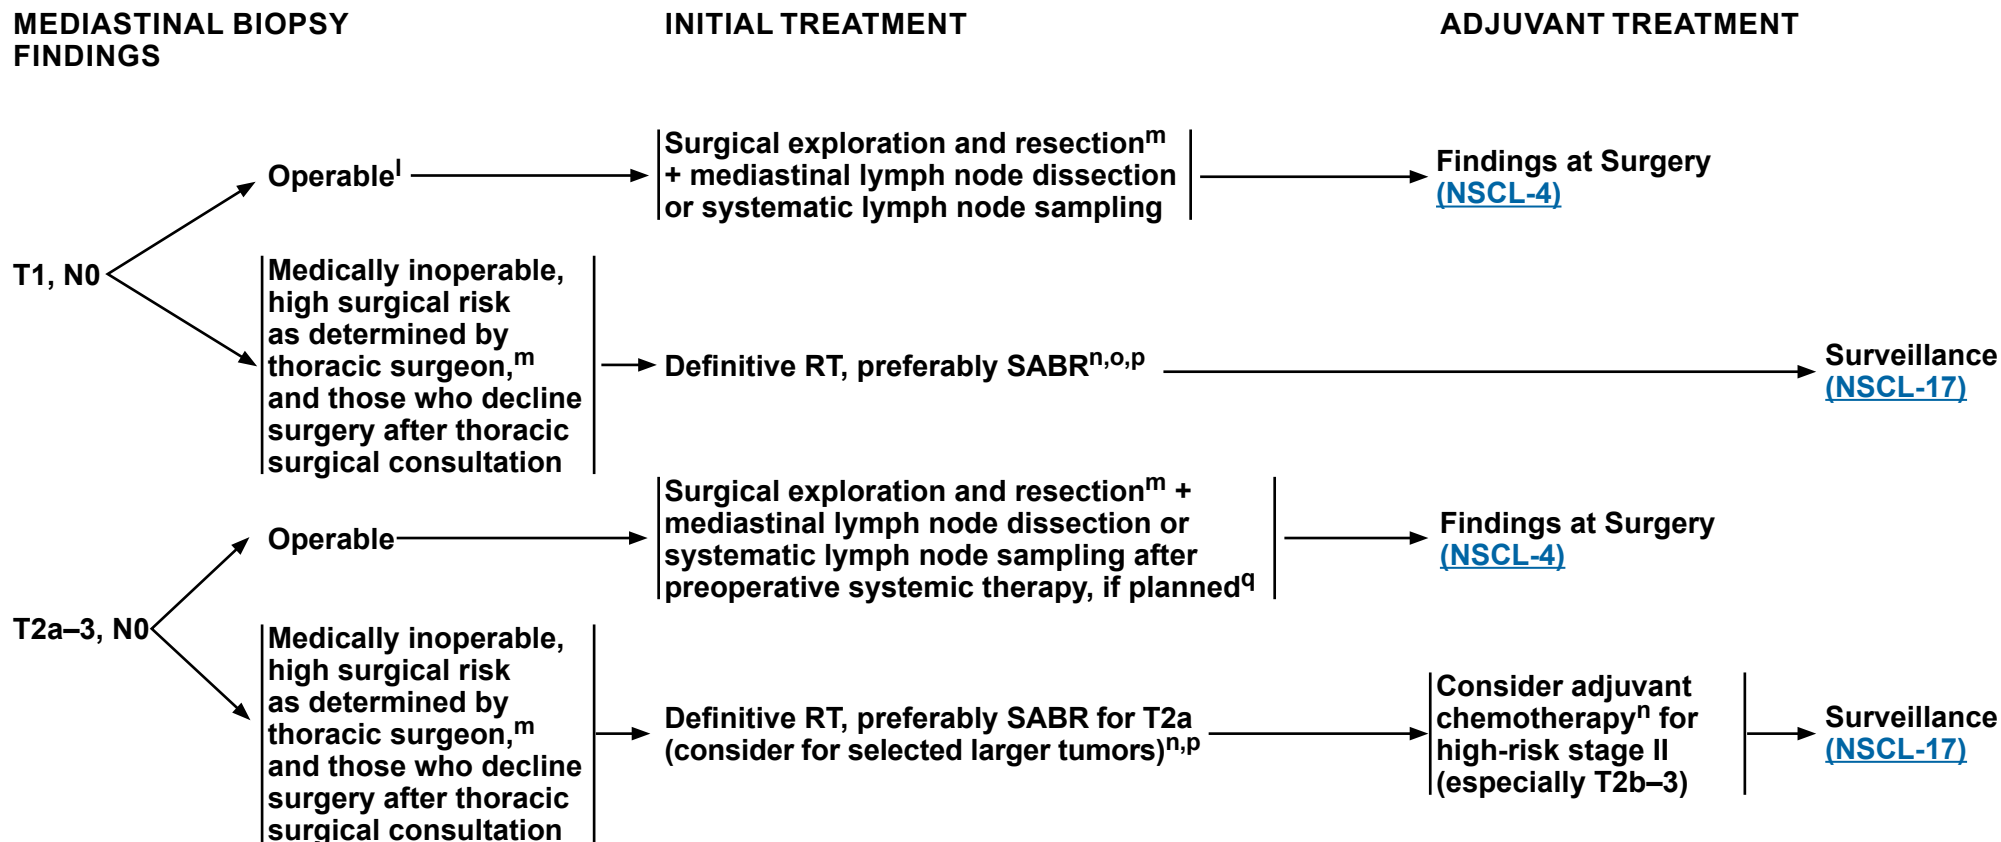 MEDIASTINAL BIOPSY
FINDINGS
INITIAL TREATMENT
ADJUVANT TREATMENT
T1, N0
Operablel
Surgical exploration and resectionm
+ mediastinal lymph node dissection
or systematic lymph node sampling
Findings at Surgery
(NSCL-4)
Medically inoperable,
high surgical risk
as determined by
thoracic surgeon,m
and those who decline
surgery after thoracic
surgical consultation
Definitive RT, preferably SABRn,o,p
Surveillance
(NSCL-17)
T2a–3, N0
Operable
Surgical exploration and resectionm +
mediastinal lymph node dissection or
systematic lymph node sampling after
preoperative systemic therapy, if plannedq
Findings at Surgery
(NSCL-4)
Medically inoperable,
high surgical risk
as determined by
thoracic surgeon,m
and those who decline
surgery after thoracic
surgical consultation
Definitive RT, preferably SABR for T2a
(consider for selected larger tumors)n,p
Consider adjuvant
chemotherapyn for
high-risk stage II
(especially T2b–3)
Surveillance
(NSCL-17)